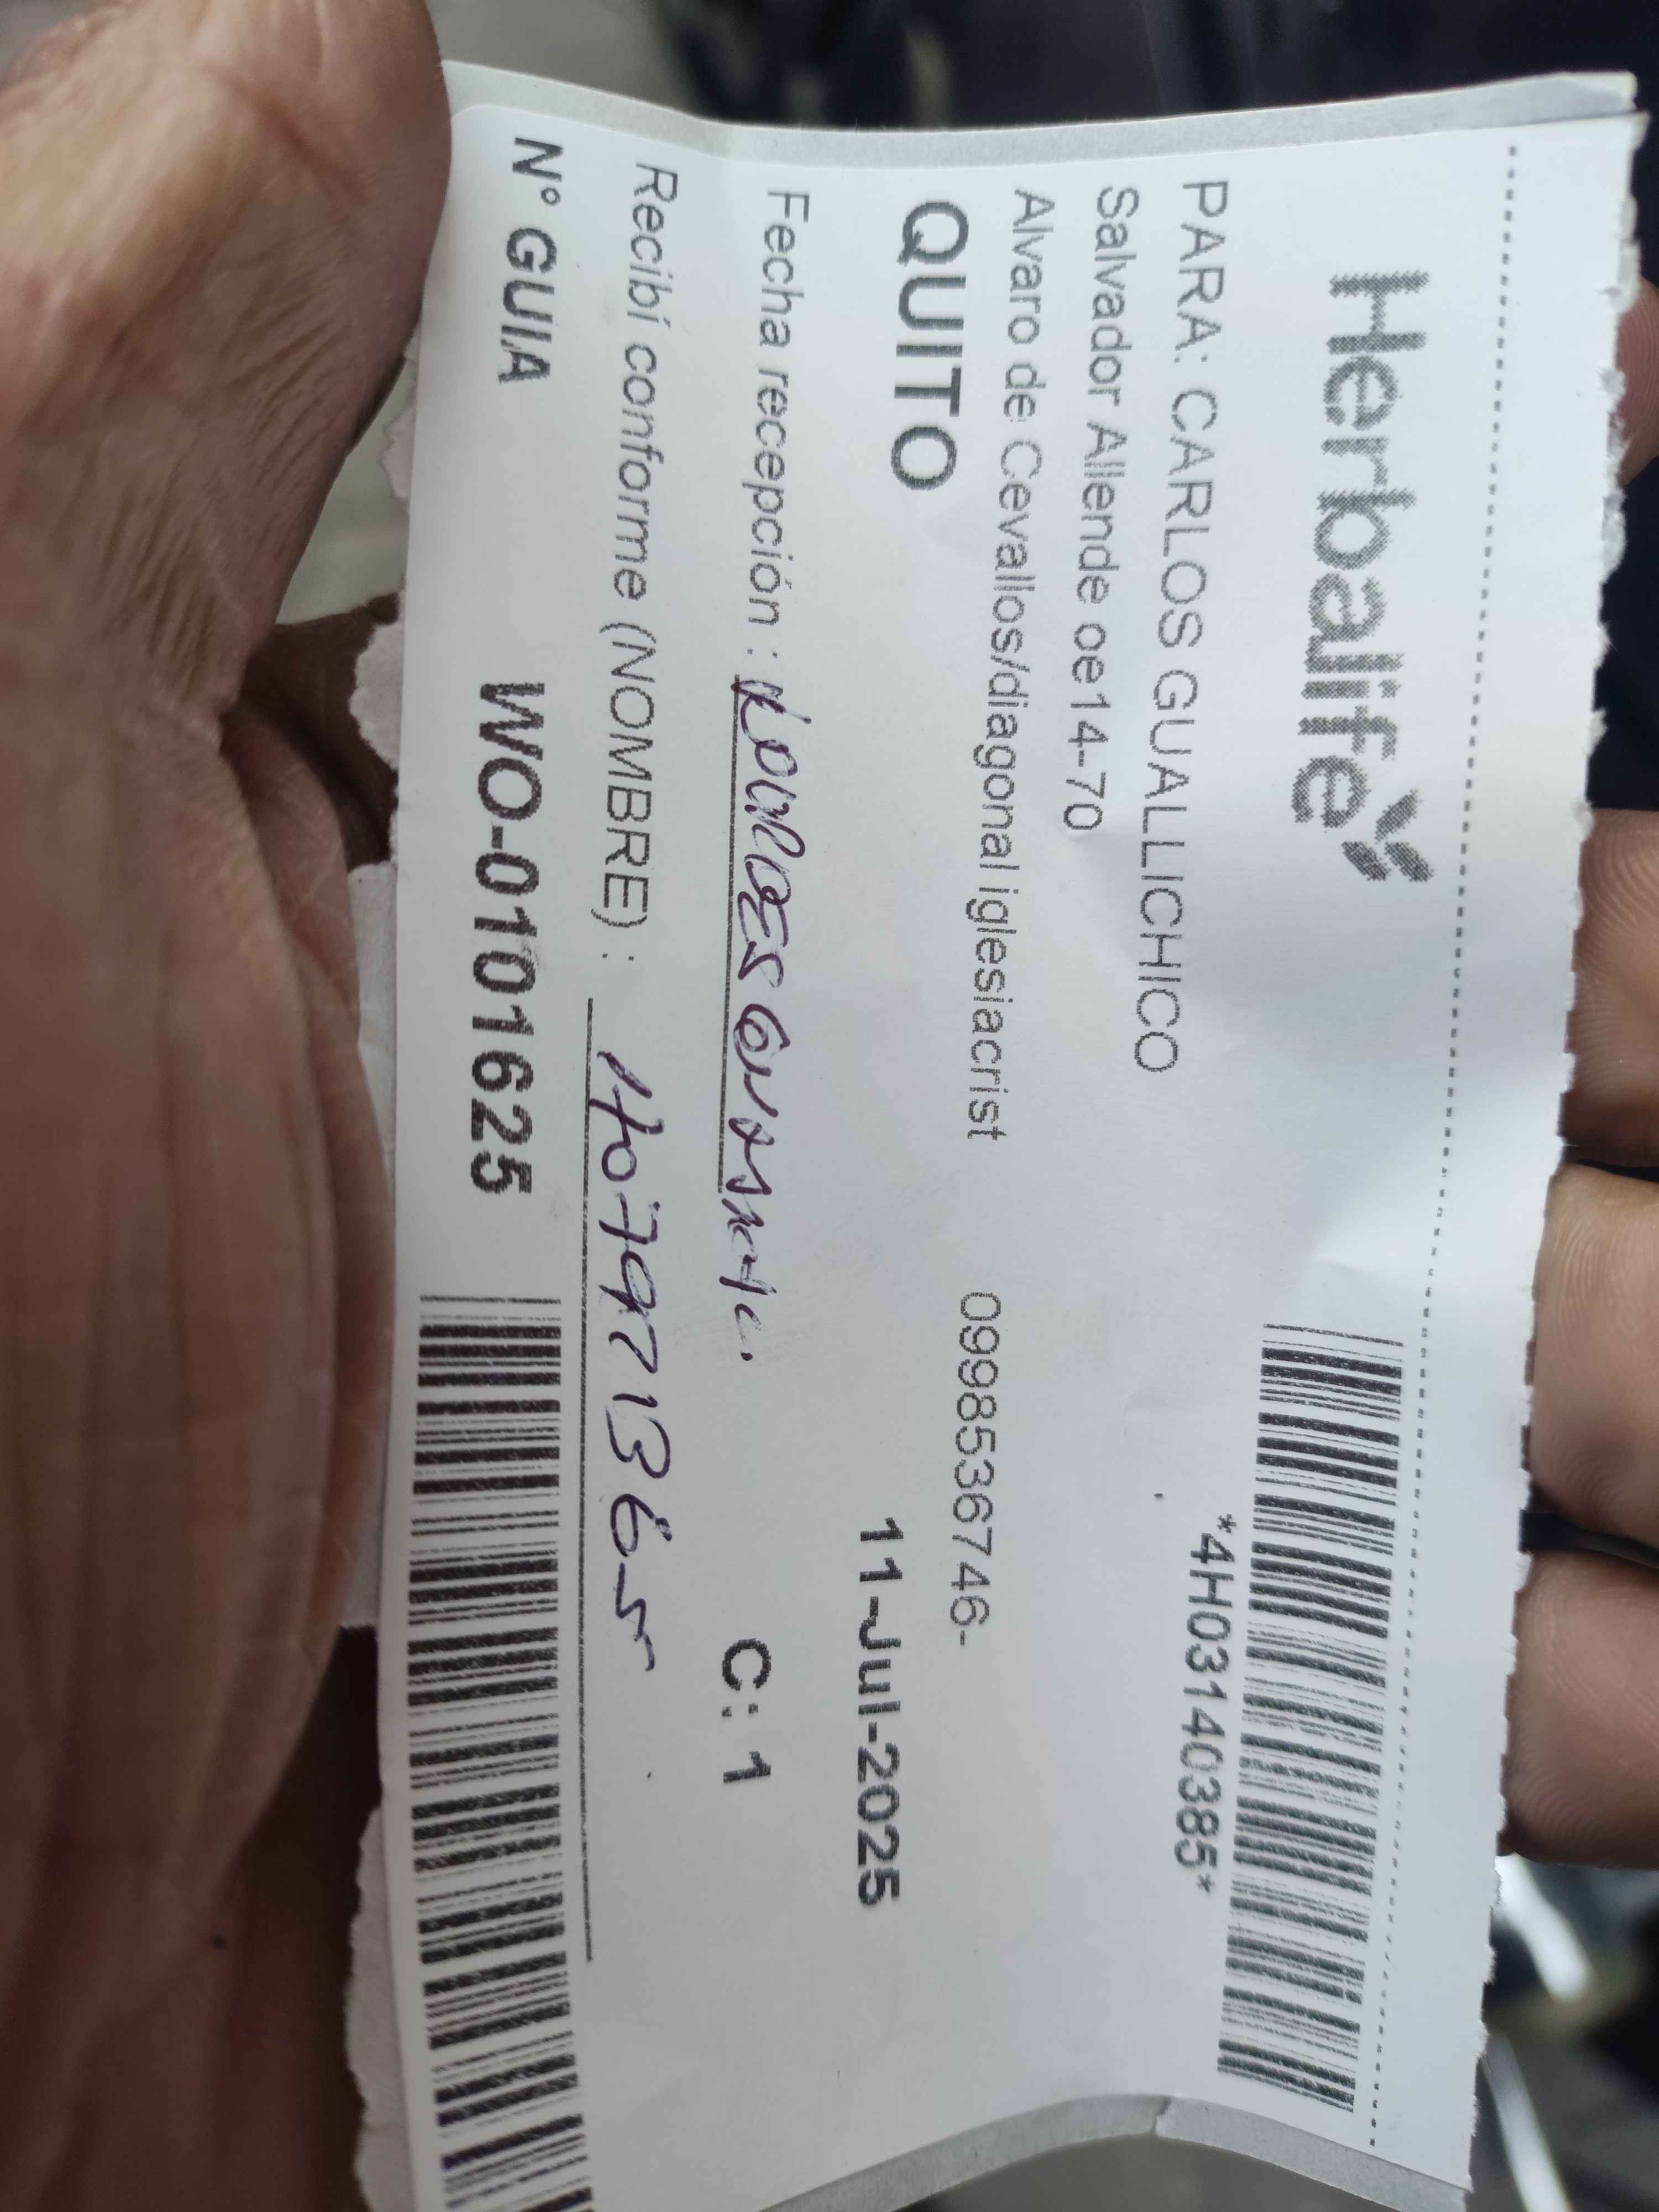 Herbalife
*4H03140385*
PARA: CARLOS GUALLICHICO
Salvador Allende oe14-70
Alvaro de Cevallos/diagonal iglesiacrist 0998536746-
QUITO 11-Jul-2025
Fecha recepción : Lourdes C: 1
Recibí conforme (NOMBRE) :
N° GUIA WO-0101625